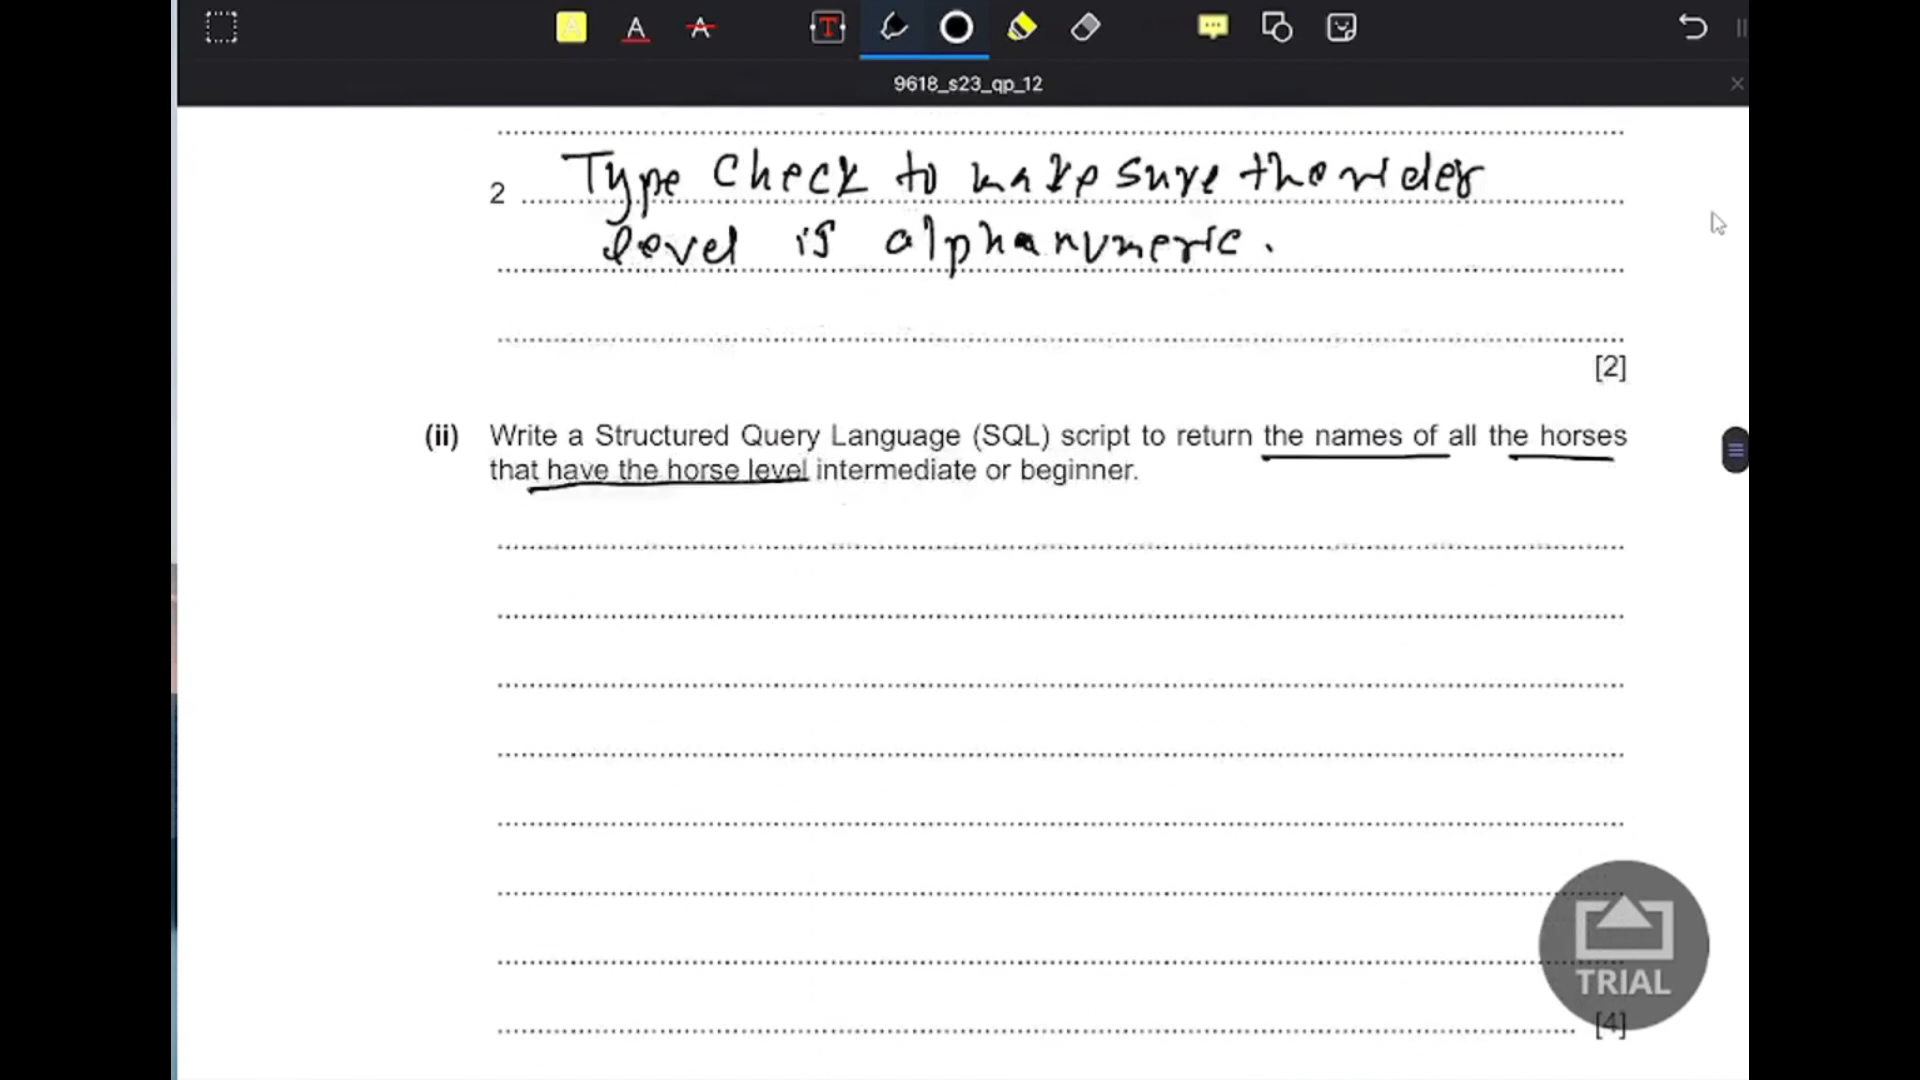 9618_s23_qp_12
2 Type Check to make sure the rider
level is alphanumeric.
[2]
(ii) Write a Structured Query Language (SQL) script to return the names of all the horses
that have the horse level intermediate or beginner.
TRIAL
[4]